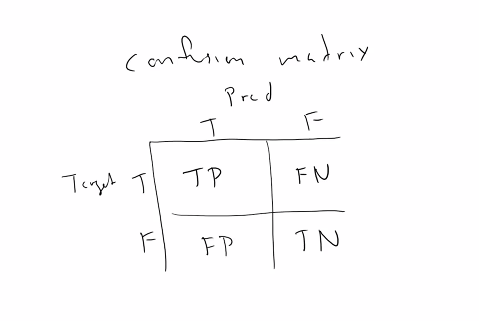 Confusion matrix
Pred
T F
Target T TP FN
F FP TN